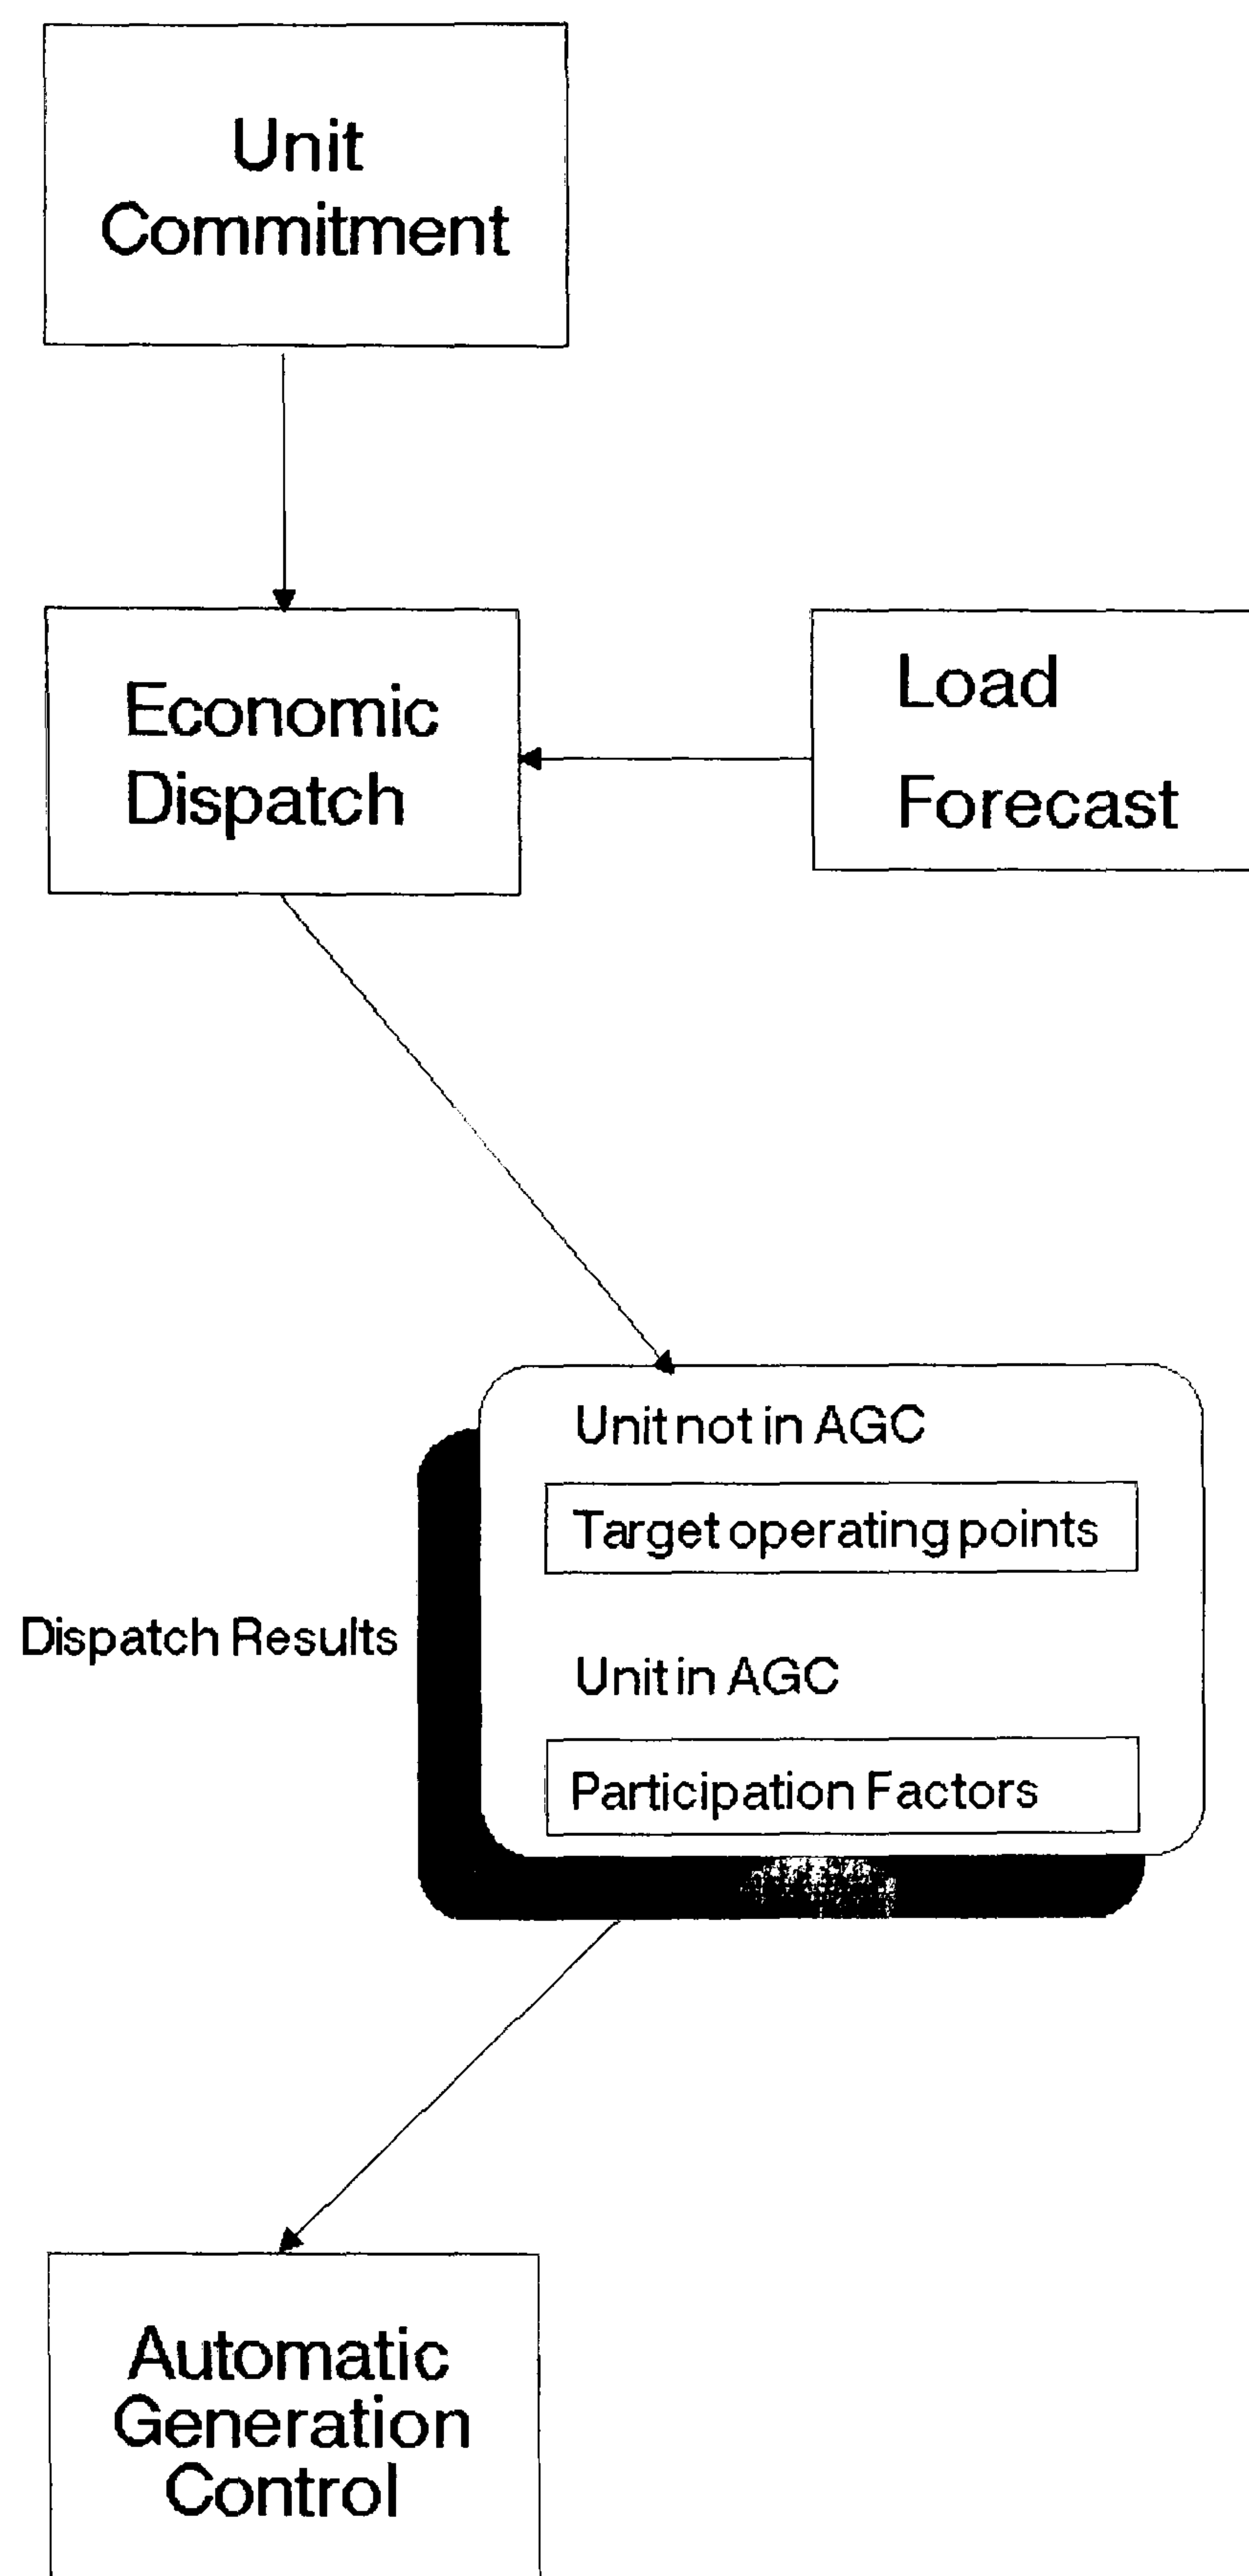 Unit
Commitment
Economic
Dispatch
Load
Forecast
Unit not in AGC
Target operating points
Dispatch Results
Unit in AGC
Participation Factors
Automatic
Generation
Control